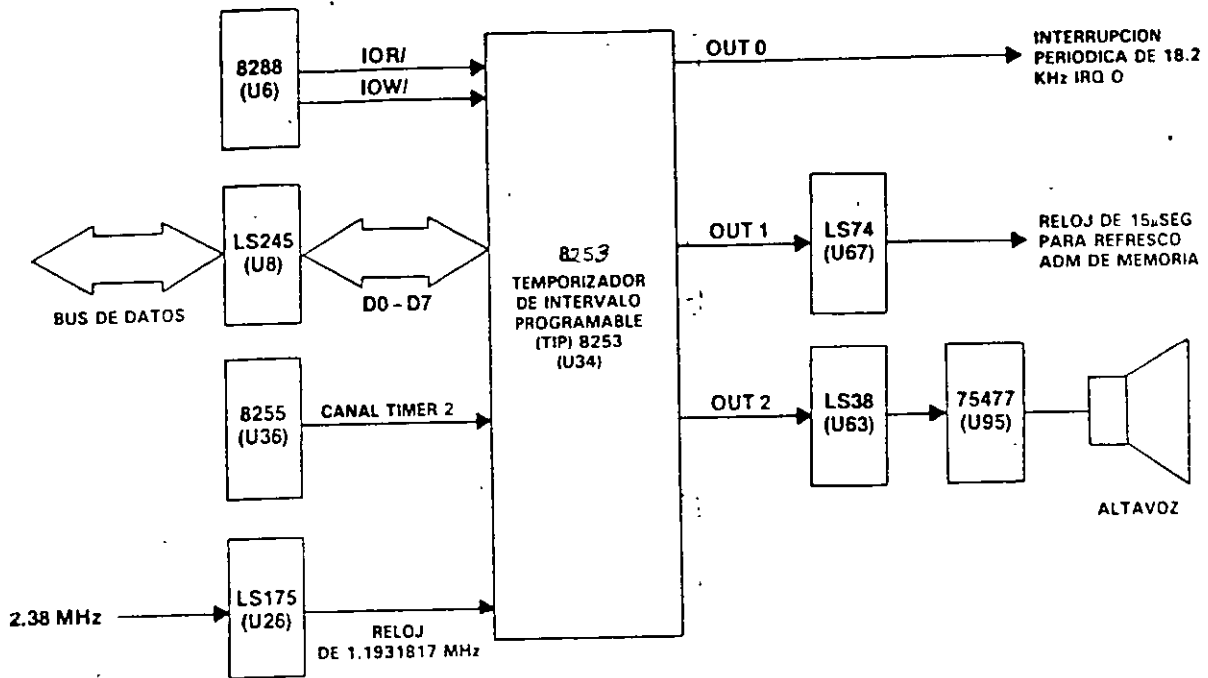 8288
(U6)
IOR/
IOW/
OUT 0
INTERRUPCION
PERIODICA DE 18.2
KHz IRQ O
LS245
(U8)
BUS DE DATOS
D0 - D7
8253
TEMPORIZADOR
DE INTERVALO
PROGRAMABLE
(TIP) 8253
(U34)
OUT 1
LS74
(U67)
RELOJ DE 15µSEG
PARA REFRESCO
ADM DE MEMORIA
8255
(U36)
CANAL TIMER 2
OUT 2
LS38
(U63)
75477
(U95)
ALTAVOZ
2.38 MHz
LS175
(U26)
RELOJ
DE 1.1931817 MHz